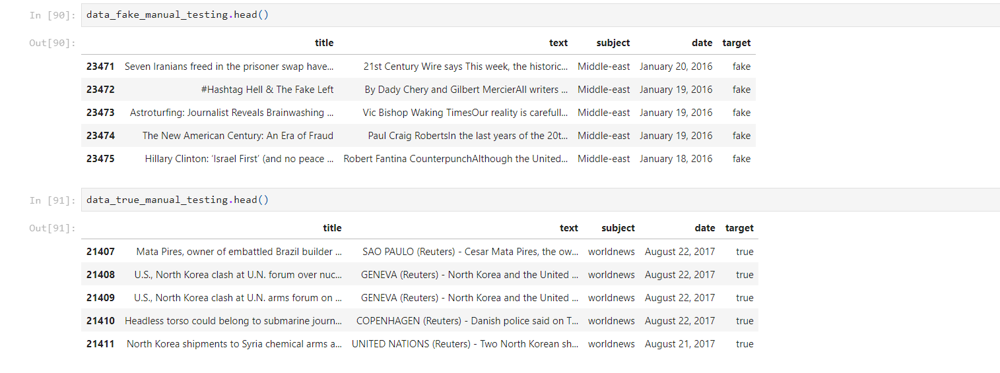 In [90]: data_fake_manual_testing.head()
Out[90]:
title text subject date target
23471 Seven Iranians freed in the prisoner swap have... 21st Century Wire says This week, the historic... Middle-east January 20, 2016 fake
23472 #Hashtag Hell & The Fake Left By Dady Chery and Gilbert MercierAll writers ... Middle-east January 19, 2016 fake
23473 Astroturfing: Journalist Reveals Brainwashing ... Vic Bishop Waking TimesOur reality is carefull... Middle-east January 19, 2016 fake
23474 The New American Century: An Era of Fraud Paul Craig RobertsIn the last years of the 20t... Middle-east January 19, 2016 fake
23475 Hillary Clinton: ‘Israel First’ (and no peace ... Robert Fantina CounterpunchAlthough the United... Middle-east January 18, 2016 fake
In [91]: data_true_manual_testing.head()
Out[91]:
title text subject date target
21407 Mata Pires, owner of embattled Brazil builder ... SAO PAULO (Reuters) - Cesar Mata Pires, the ow... worldnews August 22, 2017 true
21408 U.S., North Korea clash at U.N. forum over nuc... GENEVA (Reuters) - North Korea and the United ... worldnews August 22, 2017 true
21409 U.S., North Korea clash at U.N. arms forum on ... GENEVA (Reuters) - North Korea and the United ... worldnews August 22, 2017 true
21410 Headless torso could belong to submarine journ... COPENHAGEN (Reuters) - Danish police said on T... worldnews August 22, 2017 true
21411 North Korea shipments to Syria chemical arms a... UNITED NATIONS (Reuters) - Two North Korean sh... worldnews August 21, 2017 true